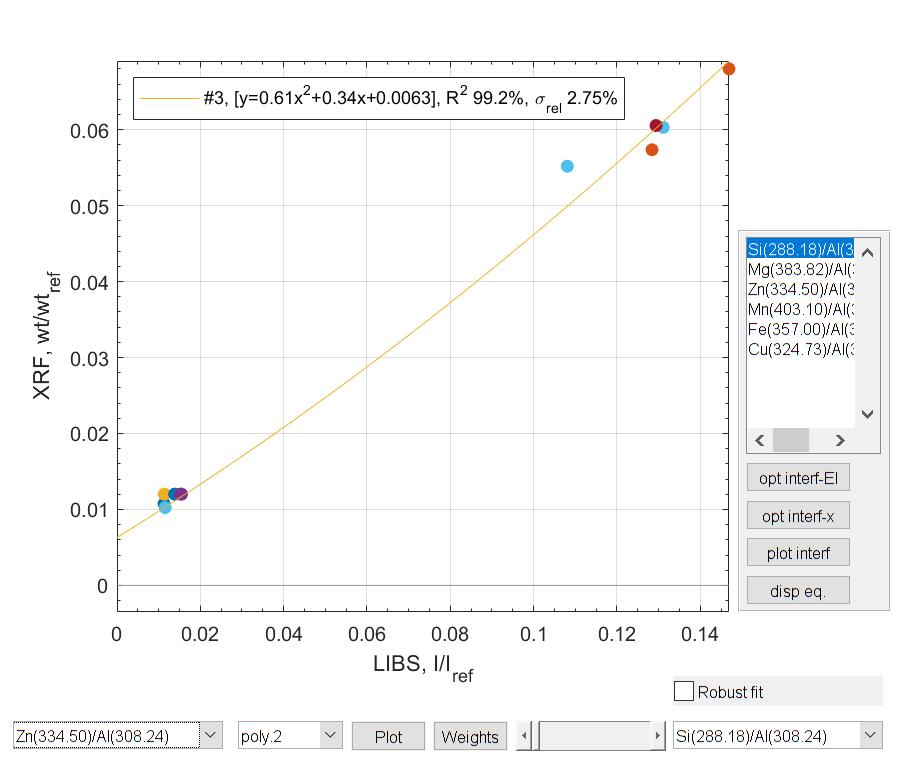 #3, [y=0.61x²+0.34x+0.0063], R² 99.2%, σrel 2.75%
0.06
0.05
0.04
0.03
0.02
0.01
0
XRF, wt/wtref
0 0.02 0.04 0.06 0.08 0.1 0.12 0.14
LIBS, I/Iref
Si(288.18)/Al(3
Mg(383.82)/Al(3
Zn(334.50)/Al(3
Mn(403.10)/Al(3
Fe(357.00)/Al(3
Cu(324.73)/Al(3
opt interf-El
opt interf-x
plot interf
disp eq.
Robust fit
Zn(334.50)/Al(308.24) poly.2 Plot Weights Si(288.18)/Al(308.24)